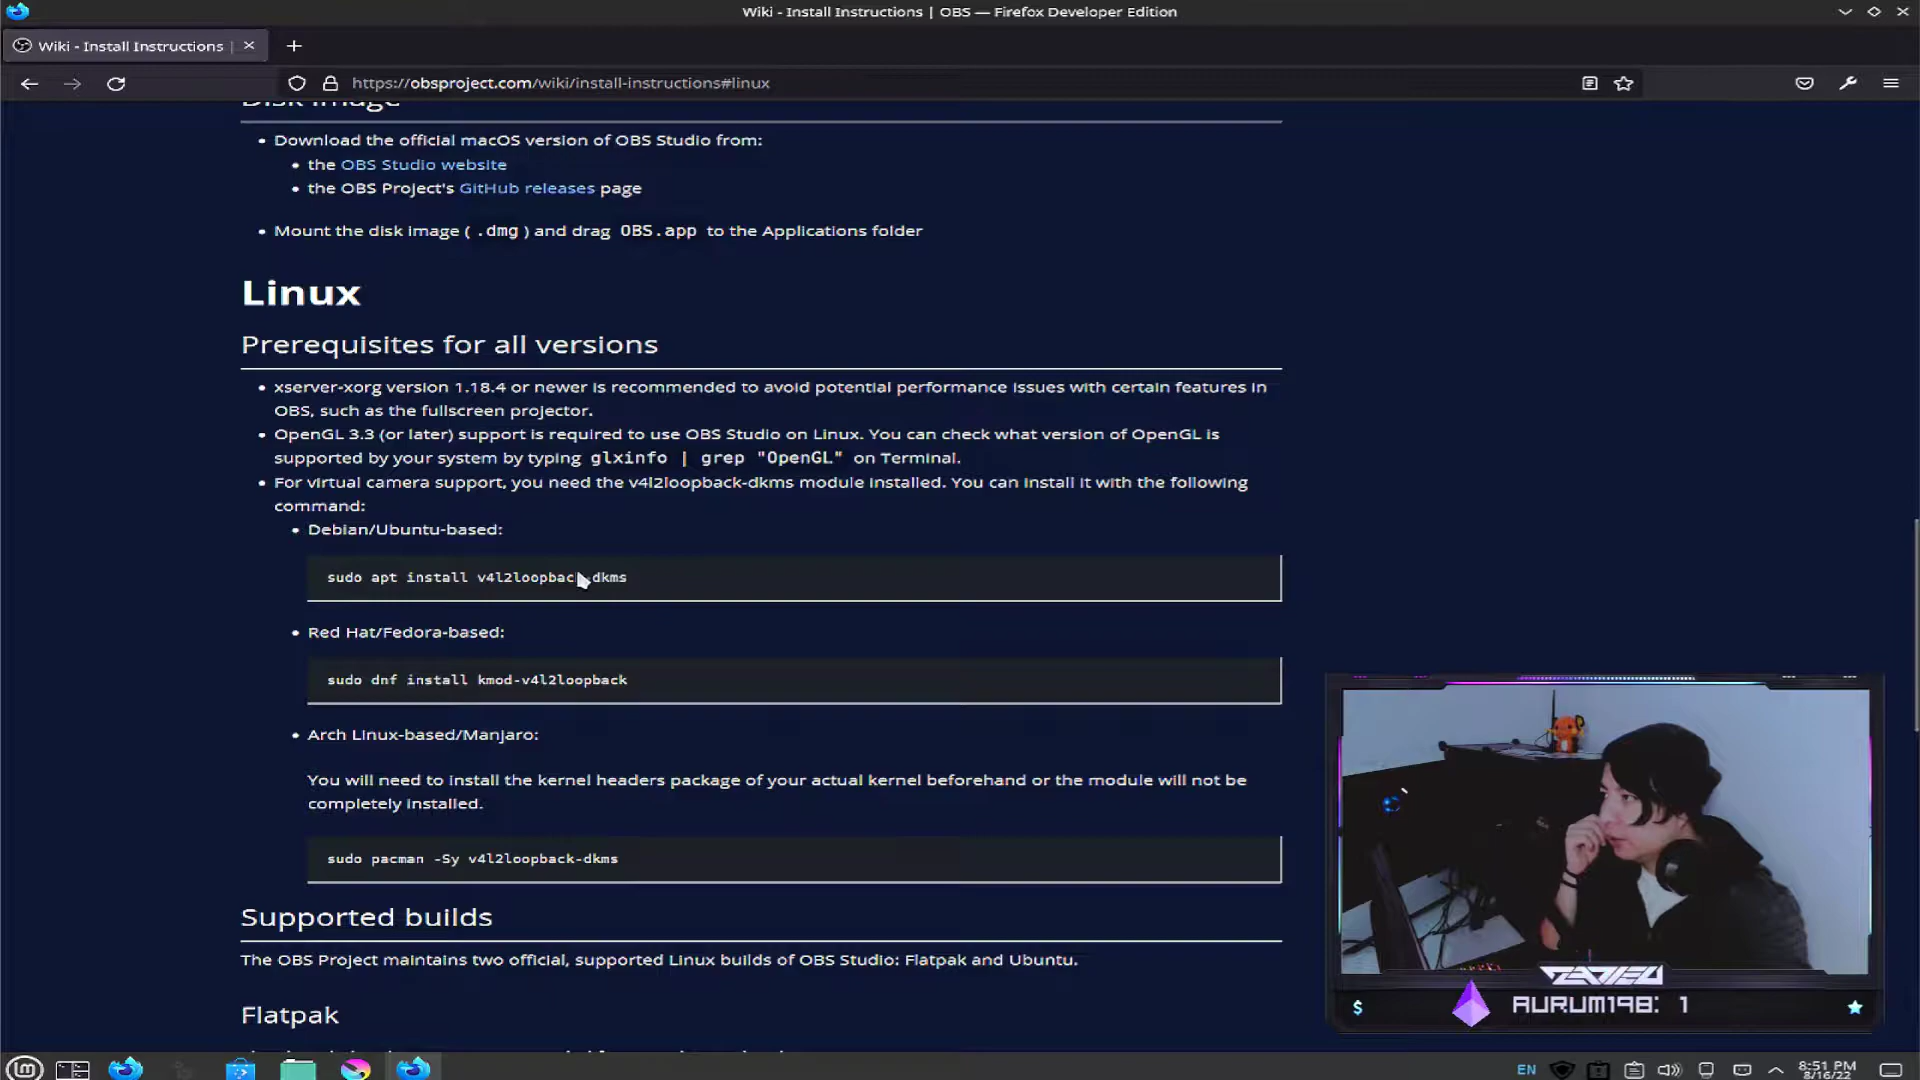 Wiki - Install Instructions | OBS — Firefox Developer Edition
Wiki - Install Instructions |
https://obsproject.com/wiki/install-instructions#linux
Disk image
• Download the official macOS version of OBS Studio from:
• the OBS Studio website
• the OBS Project's GitHub releases page
• Mount the disk image ( .dmg ) and drag OBS.app to the Applications folder
Linux
Prerequisites for all versions
• xserver-xorg version 1.18.4 or newer is recommended to avoid potential performance issues with certain features in
OBS, such as the fullscreen projector.
• OpenGL 3.3 (or later) support is required to use OBS Studio on Linux. You can check what version of OpenGL is
supported by your system by typing glxinfo | grep "OpenGL" on Terminal.
• For virtual camera support, you need the v4l2loopback-dkms module installed. You can install it with the following
command:
• Debian/Ubuntu-based:
sudo apt install v4l2loopback-dkms
• Red Hat/Fedora-based:
sudo dnf install kmod-v4l2loopback
• Arch Linux-based/Manjaro:
You will need to install the kernel headers package of your actual kernel beforehand or the module will not be
completely installed.
sudo pacman -Sy v4l2loopback-dkms
Supported builds
The OBS Project maintains two official, supported Linux builds of OBS Studio: Flatpak and Ubuntu.
Flatpak
$ AURUM198: 1
EN
8:51 PM
8/16/22